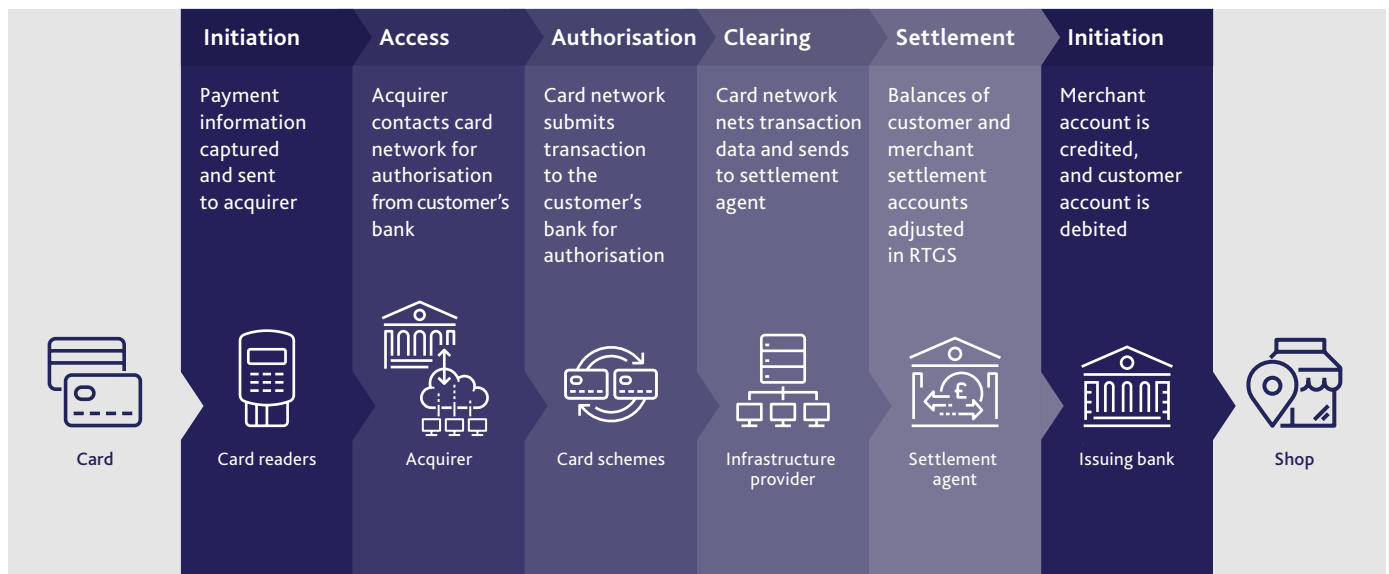 Initiation
Access
Authorisation
Clearing
Settlement
Initiation
Payment
information
captured
and sent
to acquirer
Acquirer
contacts card
network for
authorisation
from customer’s
bank
Card network
submits
transaction
to the
customer’s
bank for
authorisation
Card network
nets transaction
data and sends
to settlement
agent
Balances of
customer and
merchant
settlement
accounts
adjusted
in RTGS
Merchant
account is
credited,
and customer
account is
debited
£
Card
Card readers
Acquirer
Card schemes
Infrastructure
provider
Settlement
agent
Issuing bank
Shop